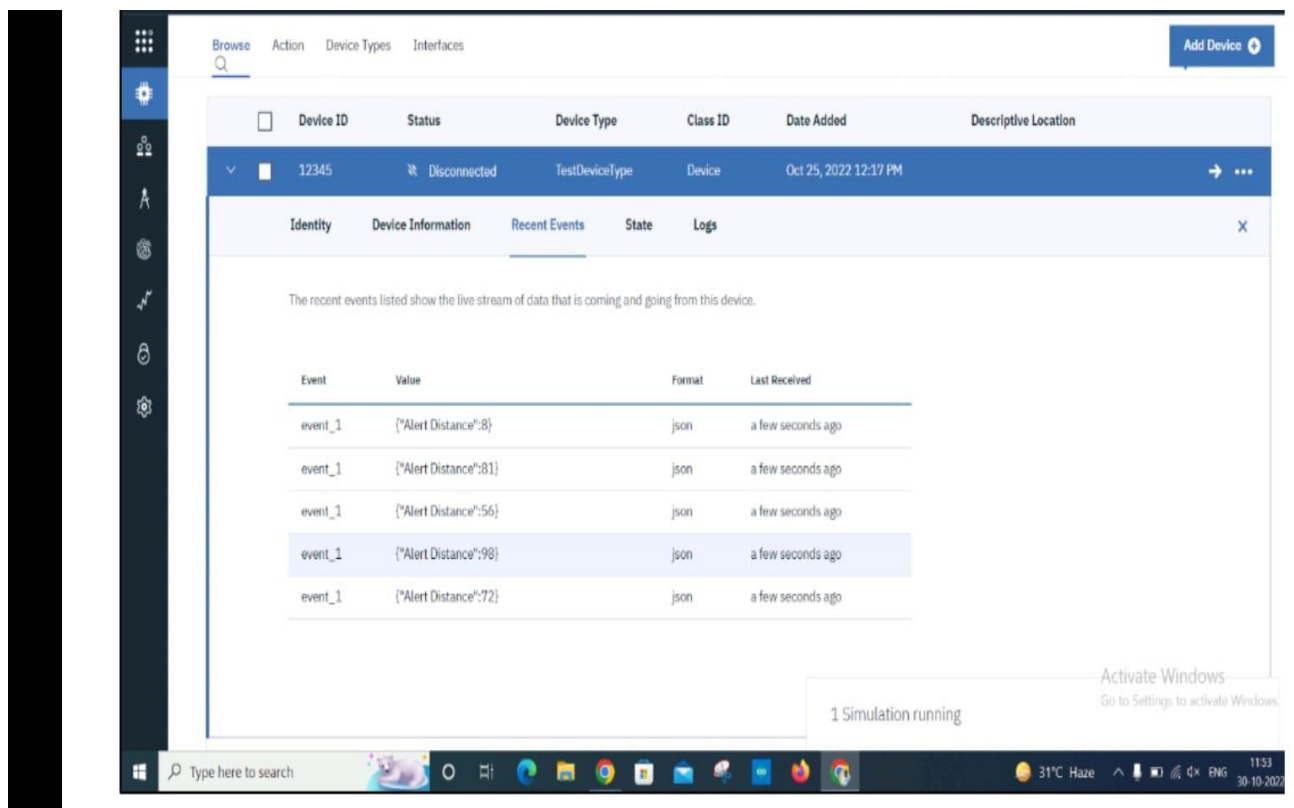 Browse Action Device Types Interfaces
Add Device
Device ID Status Device Type Class ID Date Added Descriptive Location
12345 Disconnected TestDeviceType Device Oct 25, 2022 12:17 PM
Identity Device Information Recent Events State Logs X
The recent events listed show the live stream of data that is coming and going from this device.
Event Value Format Last Received
event_1 {"Alert Distance":8} json a few seconds ago
event_1 {"Alert Distance":81} json a few seconds ago
event_1 {"Alert Distance":56} json a few seconds ago
event_1 {"Alert Distance":98} json a few seconds ago
event_1 {"Alert Distance":72} json a few seconds ago
Activate Windows
Go to Settings to activate Windows.
1 Simulation running
Type here to search 31°C Haze ENG 11:53
30-10-2022